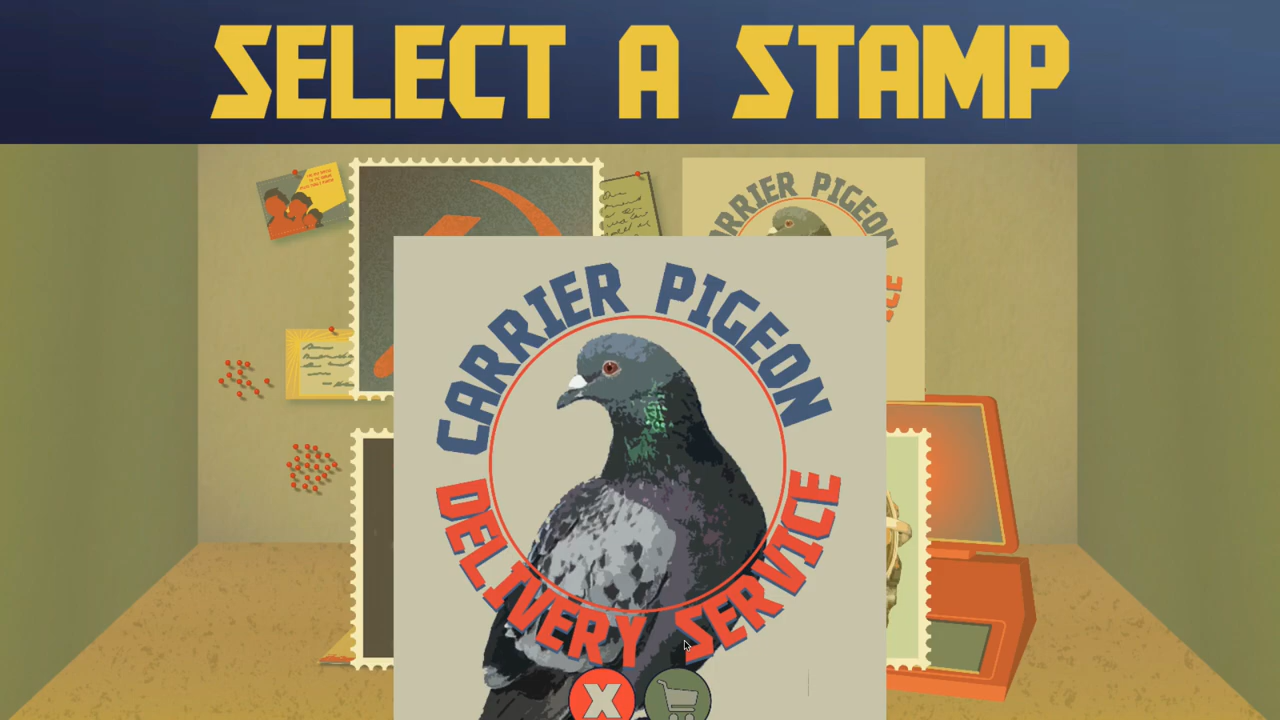 SELECT A STAMP
CARRIER PIGEON
CARRIER PIGEON
DELIVERY SERVICE
X